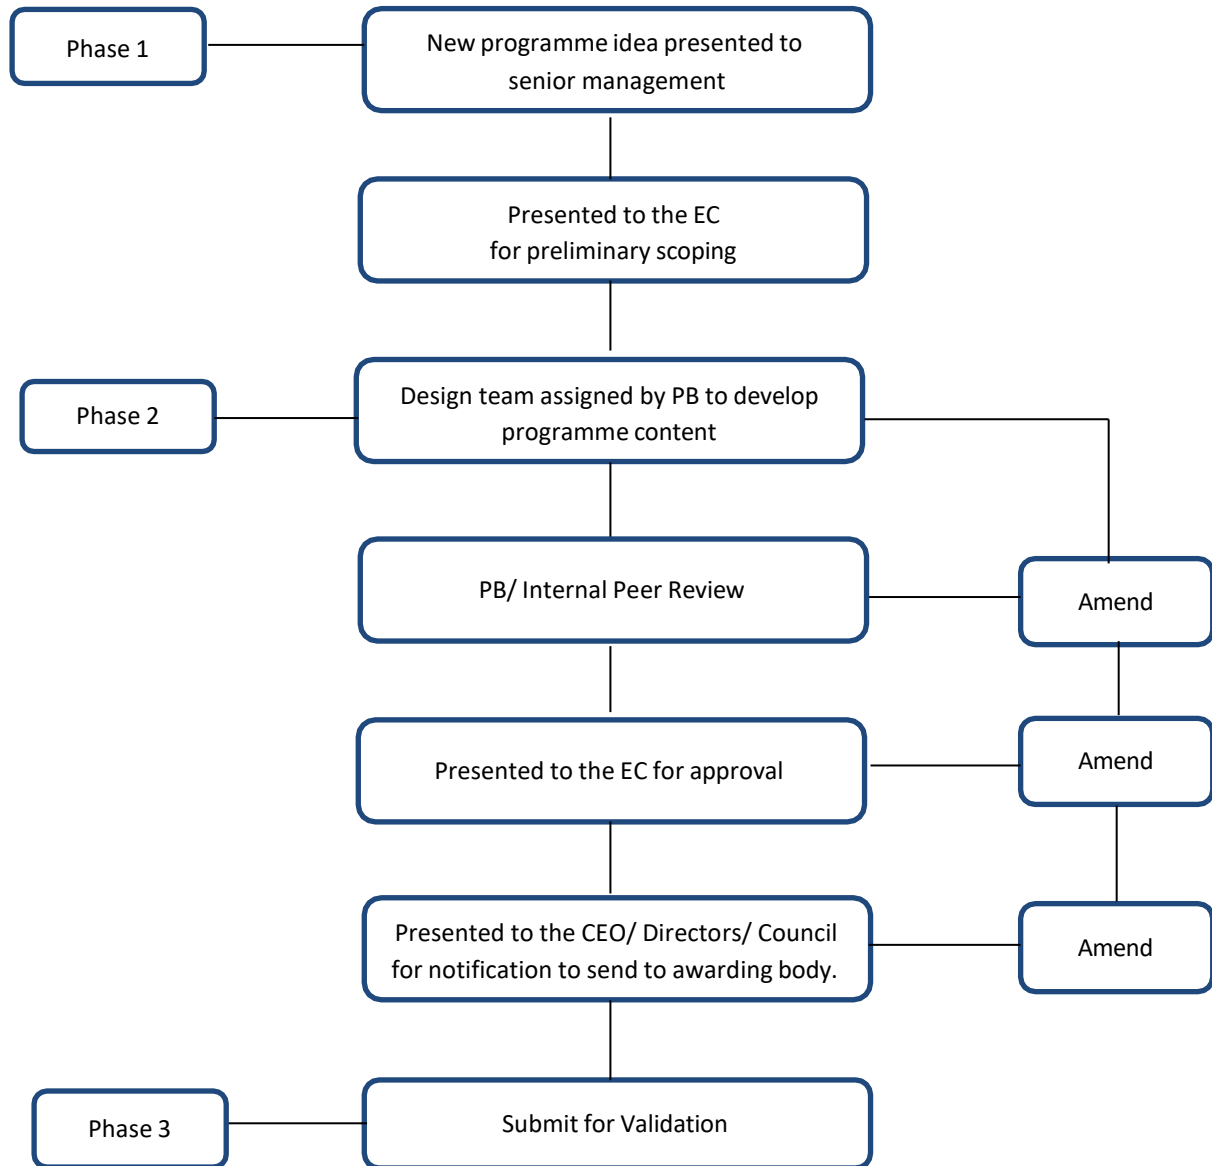 Phase 1
New programme idea presented to
senior management
Presented to the EC
for preliminary scoping
Phase 2
Design team assigned by PB to develop
programme content
PB/ Internal Peer Review
Amend
Presented to the EC for approval
Amend
Presented to the CEO/ Directors/ Council
for notification to send to awarding body.
Amend
Phase 3
Submit for Validation